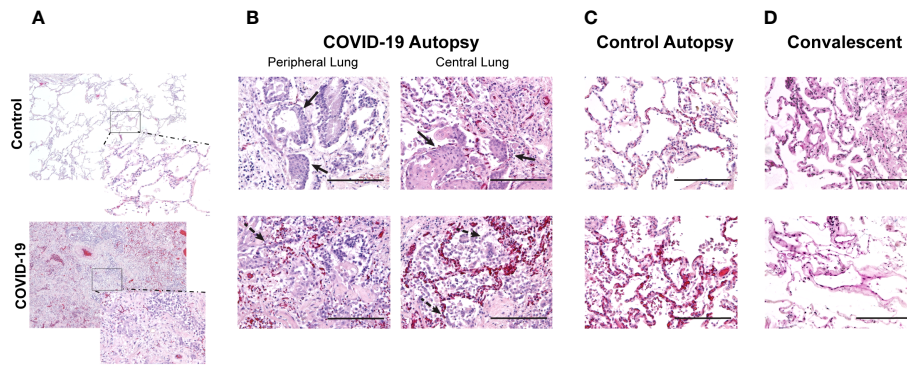 A
B
C
D
COVID-19 Autopsy
Control Autopsy
Convalescent
Peripheral Lung
Central Lung
Control
COVID-19